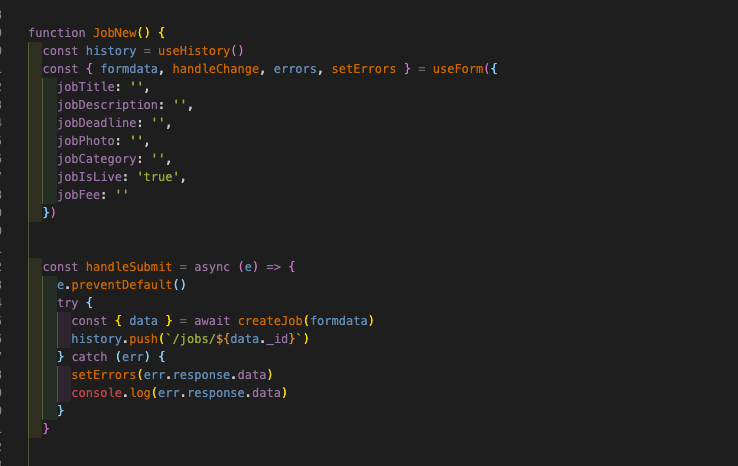 function JobNew() {
  const history = useHistory()
  const { formdata, handleChange, errors, setErrors } = useForm({
    jobTitle: '',
    jobDescription: '',
    jobDeadline: '',
    jobPhoto: '',
    jobCategory: '',
    jobIsLive: 'true',
    jobFee: ''
  })
  const handleSubmit = async (e) => {
    e.preventDefault()
    try {
      const { data } = await createJob(formdata)
      history.push(`/jobs/${data._id}`)
    } catch (err) {
      setErrors(err.response.data)
      console.log(err.response.data)
    }
  }